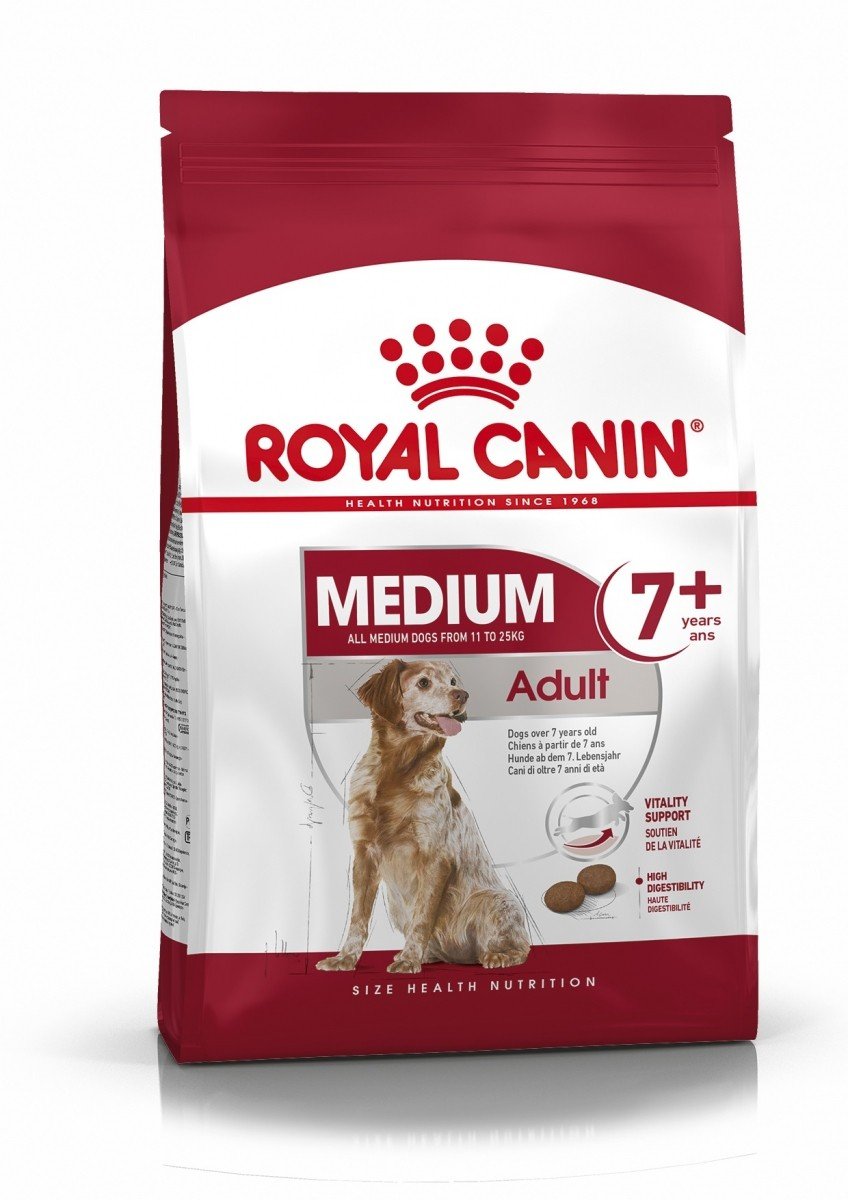 ROYAL CANIN®
HEALTH NUTRITION SINCE 1968
MEDIUM
ALL MEDIUM DOGS FROM 11 TO 25KG
7+
years
ans
Adult
Dogs over 7 years old
Chiens à partir de 7 ans
Hunde ab dem 7. Lebensjahr
Cani di oltre 7 anni di età
VITALITY
SUPPORT
SOUTIEN
DE LA VITALITÉ
HIGH
DIGESTIBILITY
HAUTE
DIGESTIBILITÉ
1cm
SIZE HEALTH NUTRITION